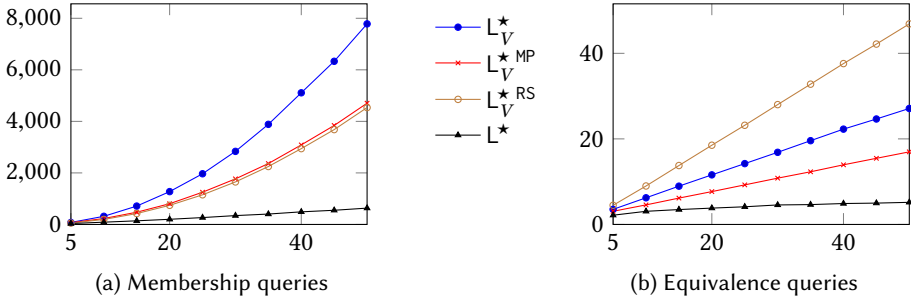 8,000
6,000
4,000
2,000
0
5
20
40
(a) Membership queries
L★V
L★V MP
L★V RS
L★
40
20
0
5
20
40
(b) Equivalence queries